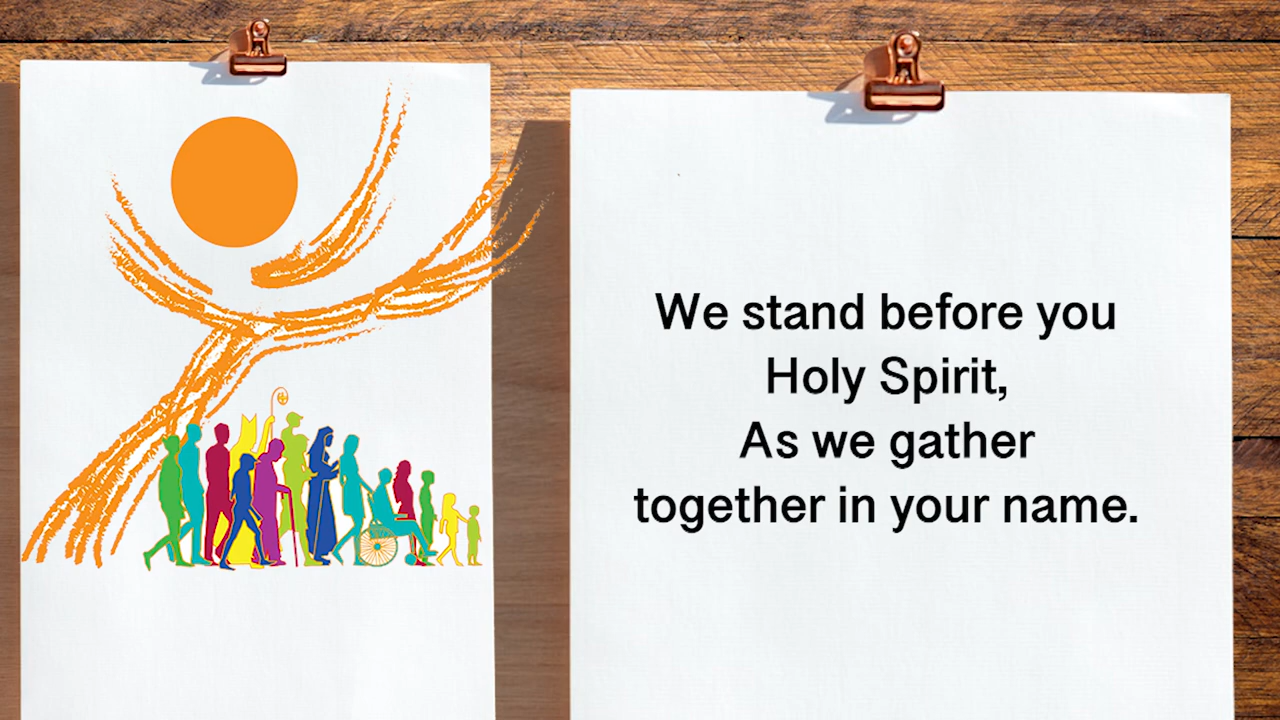 We stand before you
Holy Spirit,
As we gather
together in your name.